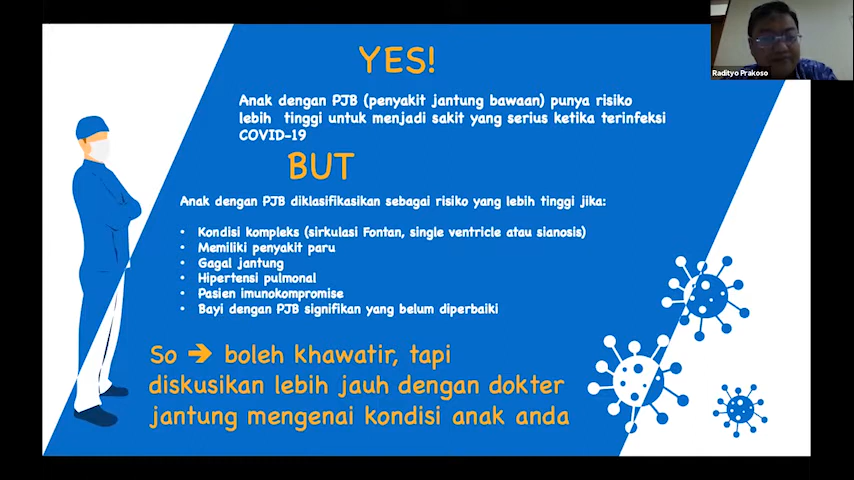 YES!
Radityo Prakoso
Anak dengan PJB (penyakit jantung bawaan) punya risiko
lebih tinggi untuk menjadi sakit yang serius ketika terinfeksi
COVID-19
BUT
Anak dengan PJB diklasifikasikan sebagai risiko yang lebih tinggi jika:
• Kondisi kompleks (sirkulasi Fontan, single ventricle atau sianosis)
• Memiliki penyakit paru
• Gagal jantung
• Hipertensi pulmonal
• Pasien imunokompromise
• Bayi dengan PJB signifikan yang belum diperbaiki
So ➔ boleh khawatir, tapi
diskusikan lebih jauh dengan dokter
jantung mengenai kondisi anak anda